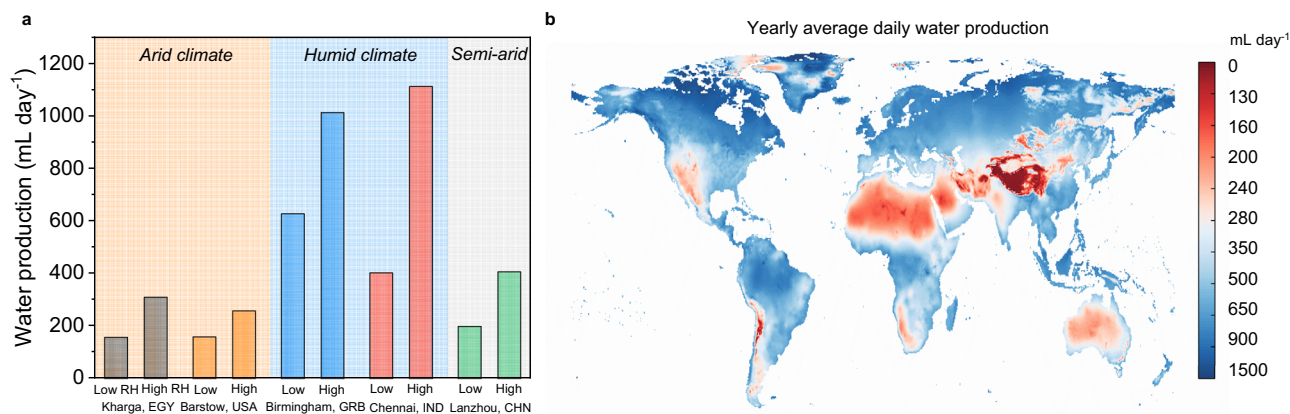 a
Arid climate
Humid climate
Semi-arid
Water production (mL day-1)
1200
1000
800
600
400
200
0
Low RH High RH Low High Low High Low High Low High
Kharga, EGY Barstow, USA Birmingham, GRB Chennai, IND Lanzhou, CHN
b
Yearly average daily water production
mL day-1
0
130
160
200
240
280
350
500
650
900
1500